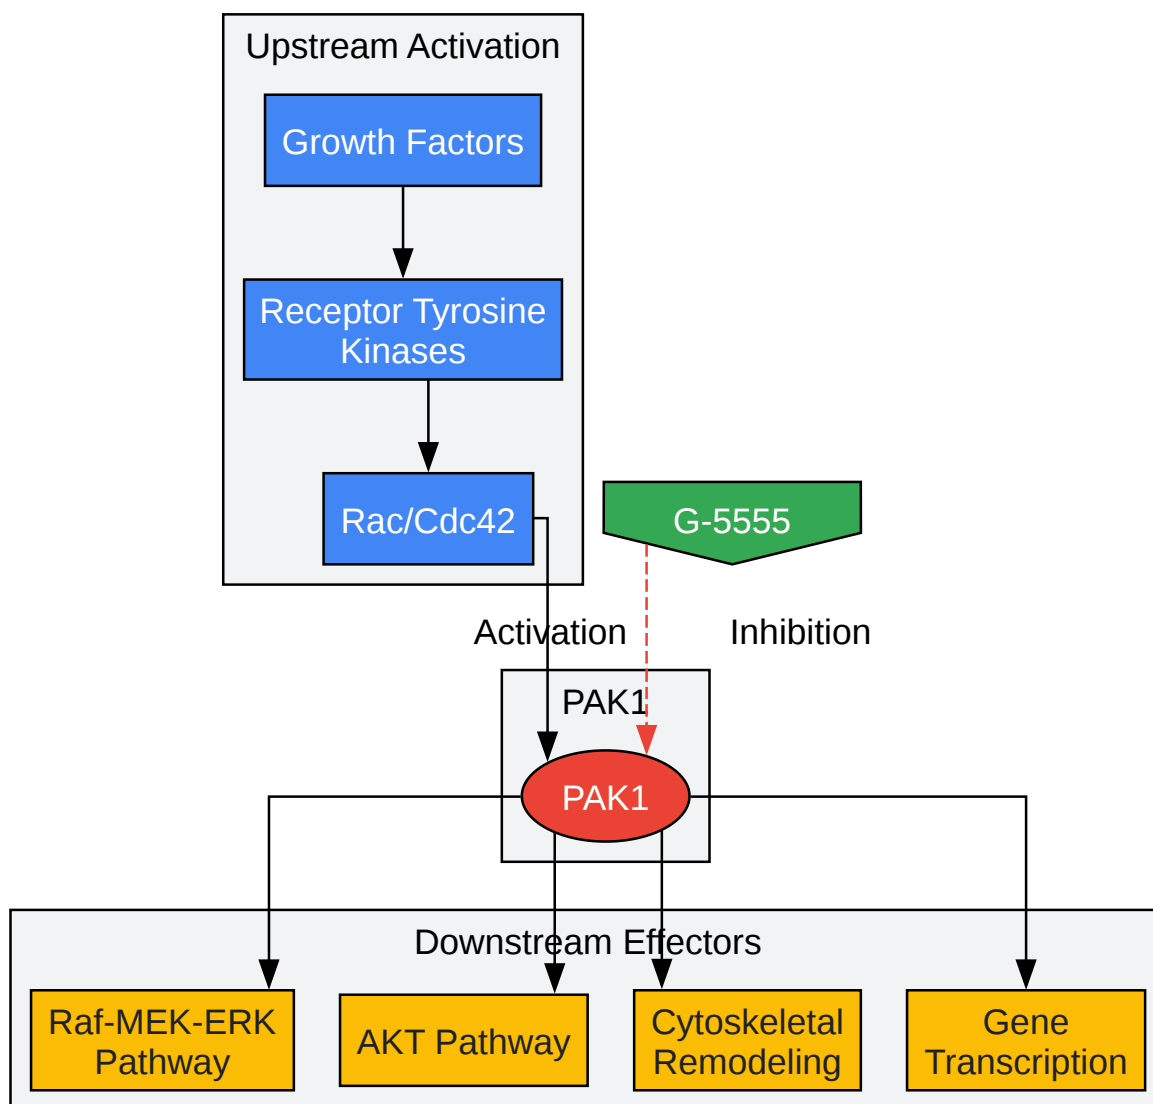 Upstream Activation
Growth Factors
Receptor Tyrosine
Kinases
Rac/Cdc42
G-5555
Activation
Inhibition
PAK1
PAK1
Downstream Effectors
Raf-MEK-ERK
Pathway
AKT Pathway
Cytoskeletal
Remodeling
Gene
Transcription